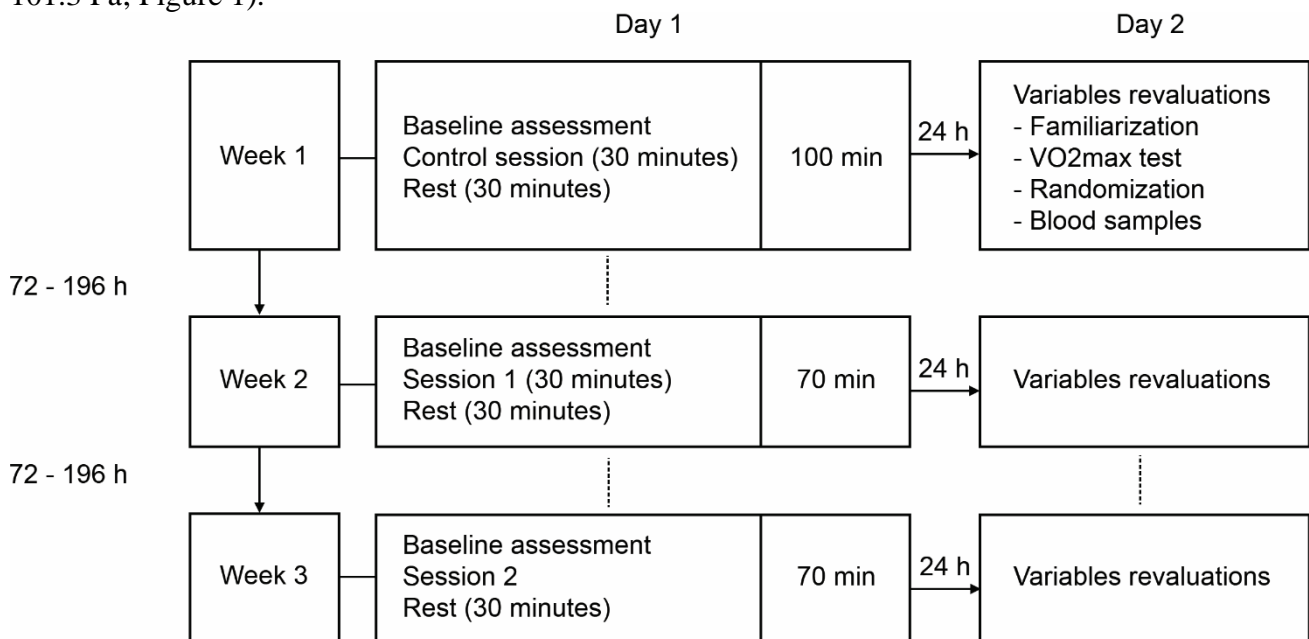 101.3 Pa; Figure 1).
Day 1
Day 2
Week 1
Baseline assessment
Control session (30 minutes)
Rest (30 minutes)
100 min
24 h
Variables revaluations
- Familiarization
- VO2max test
- Randomization
- Blood samples
72 - 196 h
Week 2
Baseline assessment
Session 1 (30 minutes)
Rest (30 minutes)
70 min
24 h
Variables revaluations
72 - 196 h
Week 3
Baseline assessment
Session 2
Rest (30 minutes)
70 min
24 h
Variables revaluations